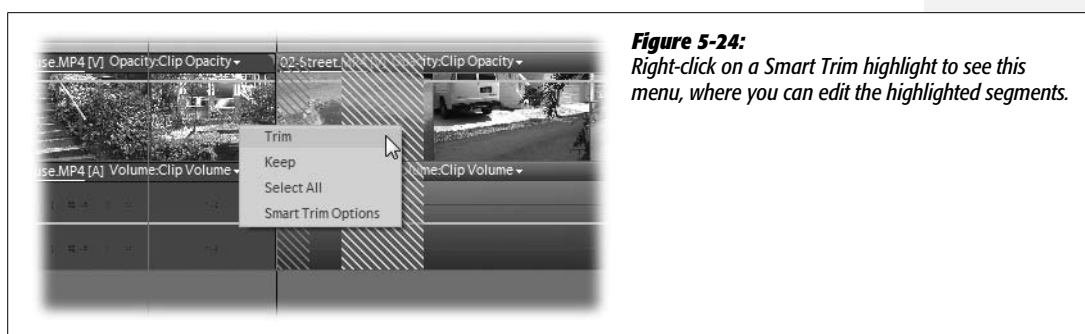 use.MP4 [V] Opacity:Clip Opacity
02-Street Opacity:Clip Opacity
Trim
Keep
Select All
Smart Trim Options
use.MP4 [A] Volume:Clip Volume
me:Clip Volume
Figure 5-24:
Right-click on a Smart Trim highlight to see this
menu, where you can edit the highlighted segments.